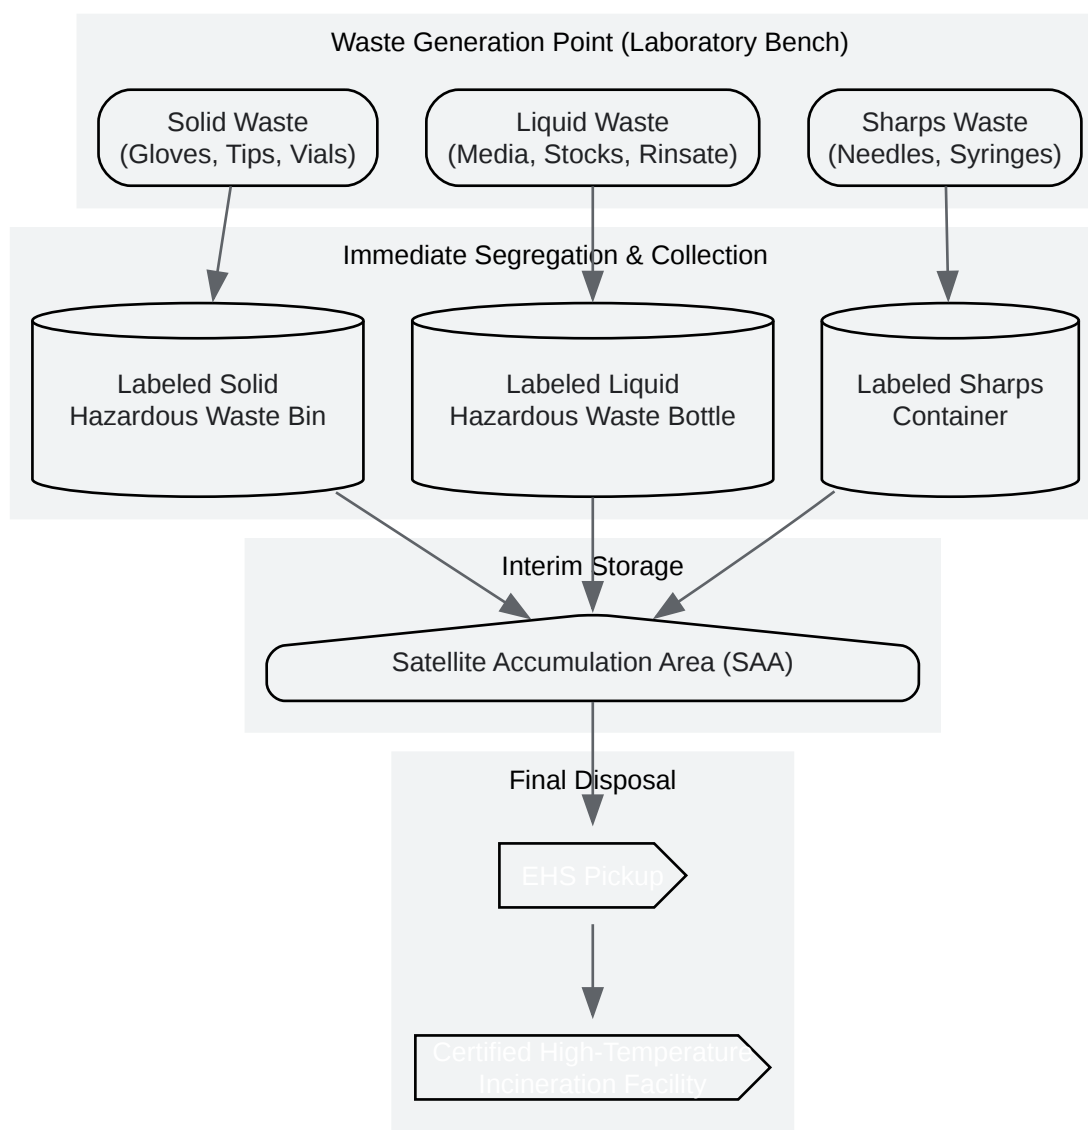 Waste Generation Point (Laboratory Bench)
Solid Waste
(Gloves, Tips, Vials)
Liquid Waste
(Media, Stocks, Rinsate)
Sharps Waste
(Needles, Syringes)
Immediate Segregation & Collection
Labeled Solid
Hazardous Waste Bin
Labeled Liquid
Hazardous Waste Bottle
Labeled Sharps
Container
Interim Storage
Satellite Accumulation Area (SAA)
Final Disposal
EHS Pickup
Certified High-Temperature
Incineration Facility